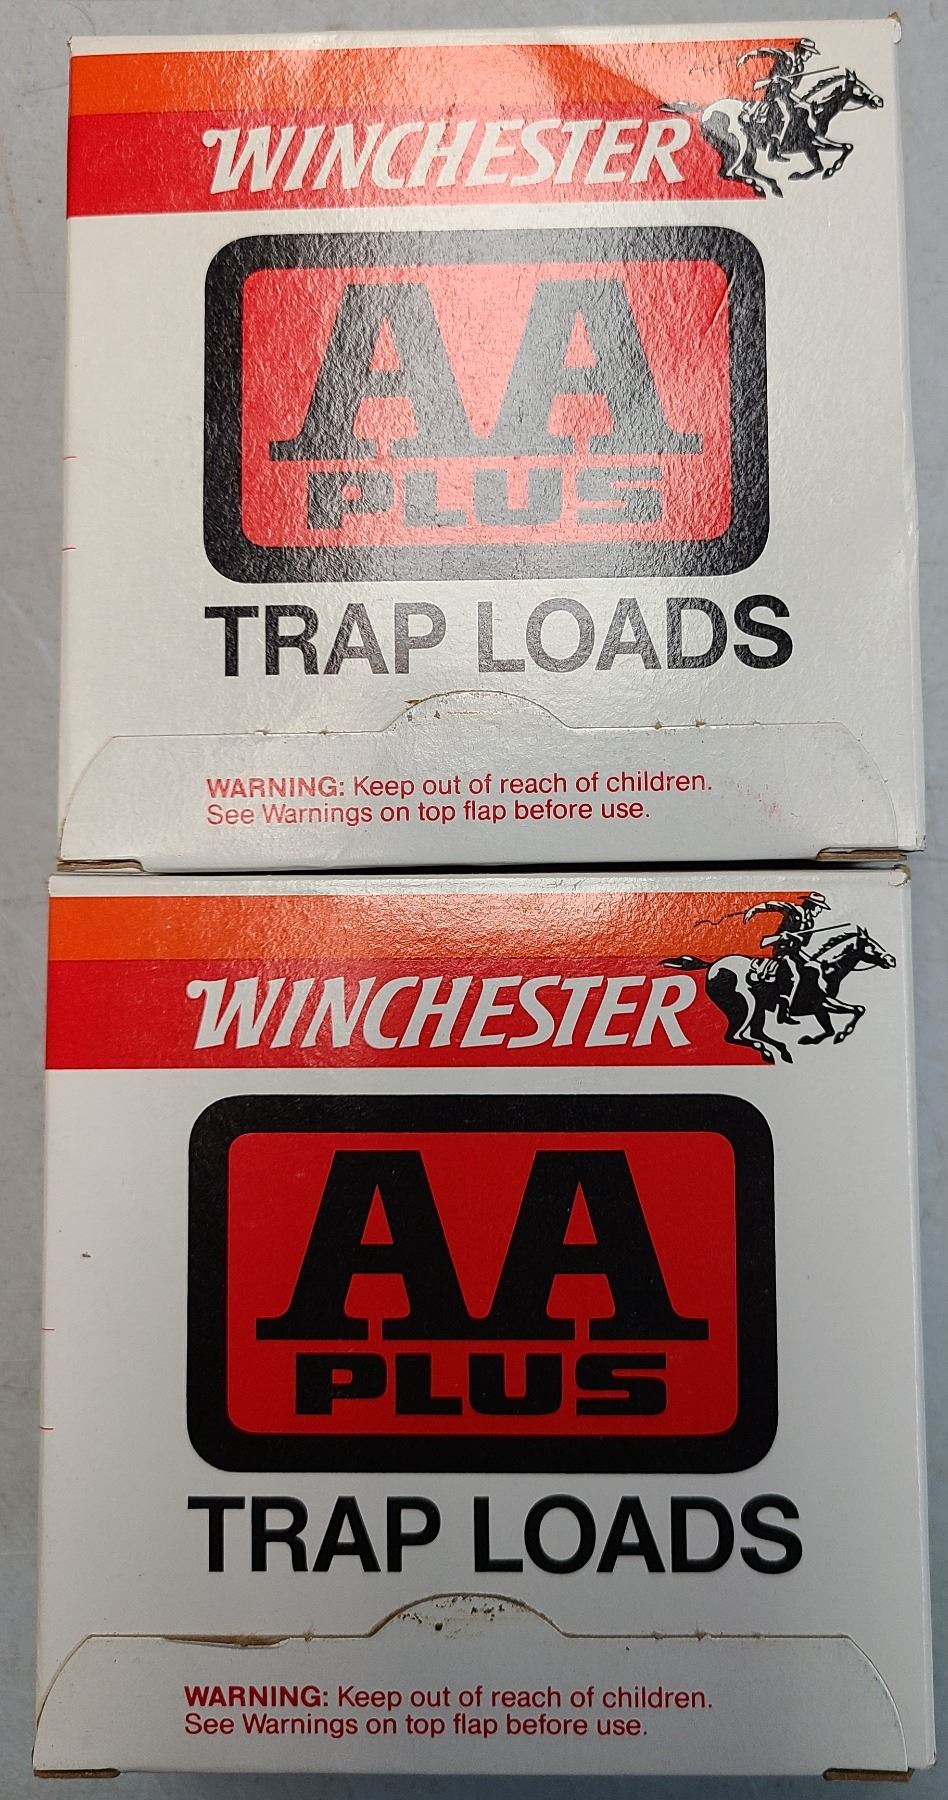 WINCHESTER
AA
PLUS
TRAP LOADS
WARNING: Keep out of reach of children.
See Warnings on top flap before use.
WINCHESTER
AA
PLUS
TRAP LOADS
WARNING: Keep out of reach of children.
See Warnings on top flap before use.